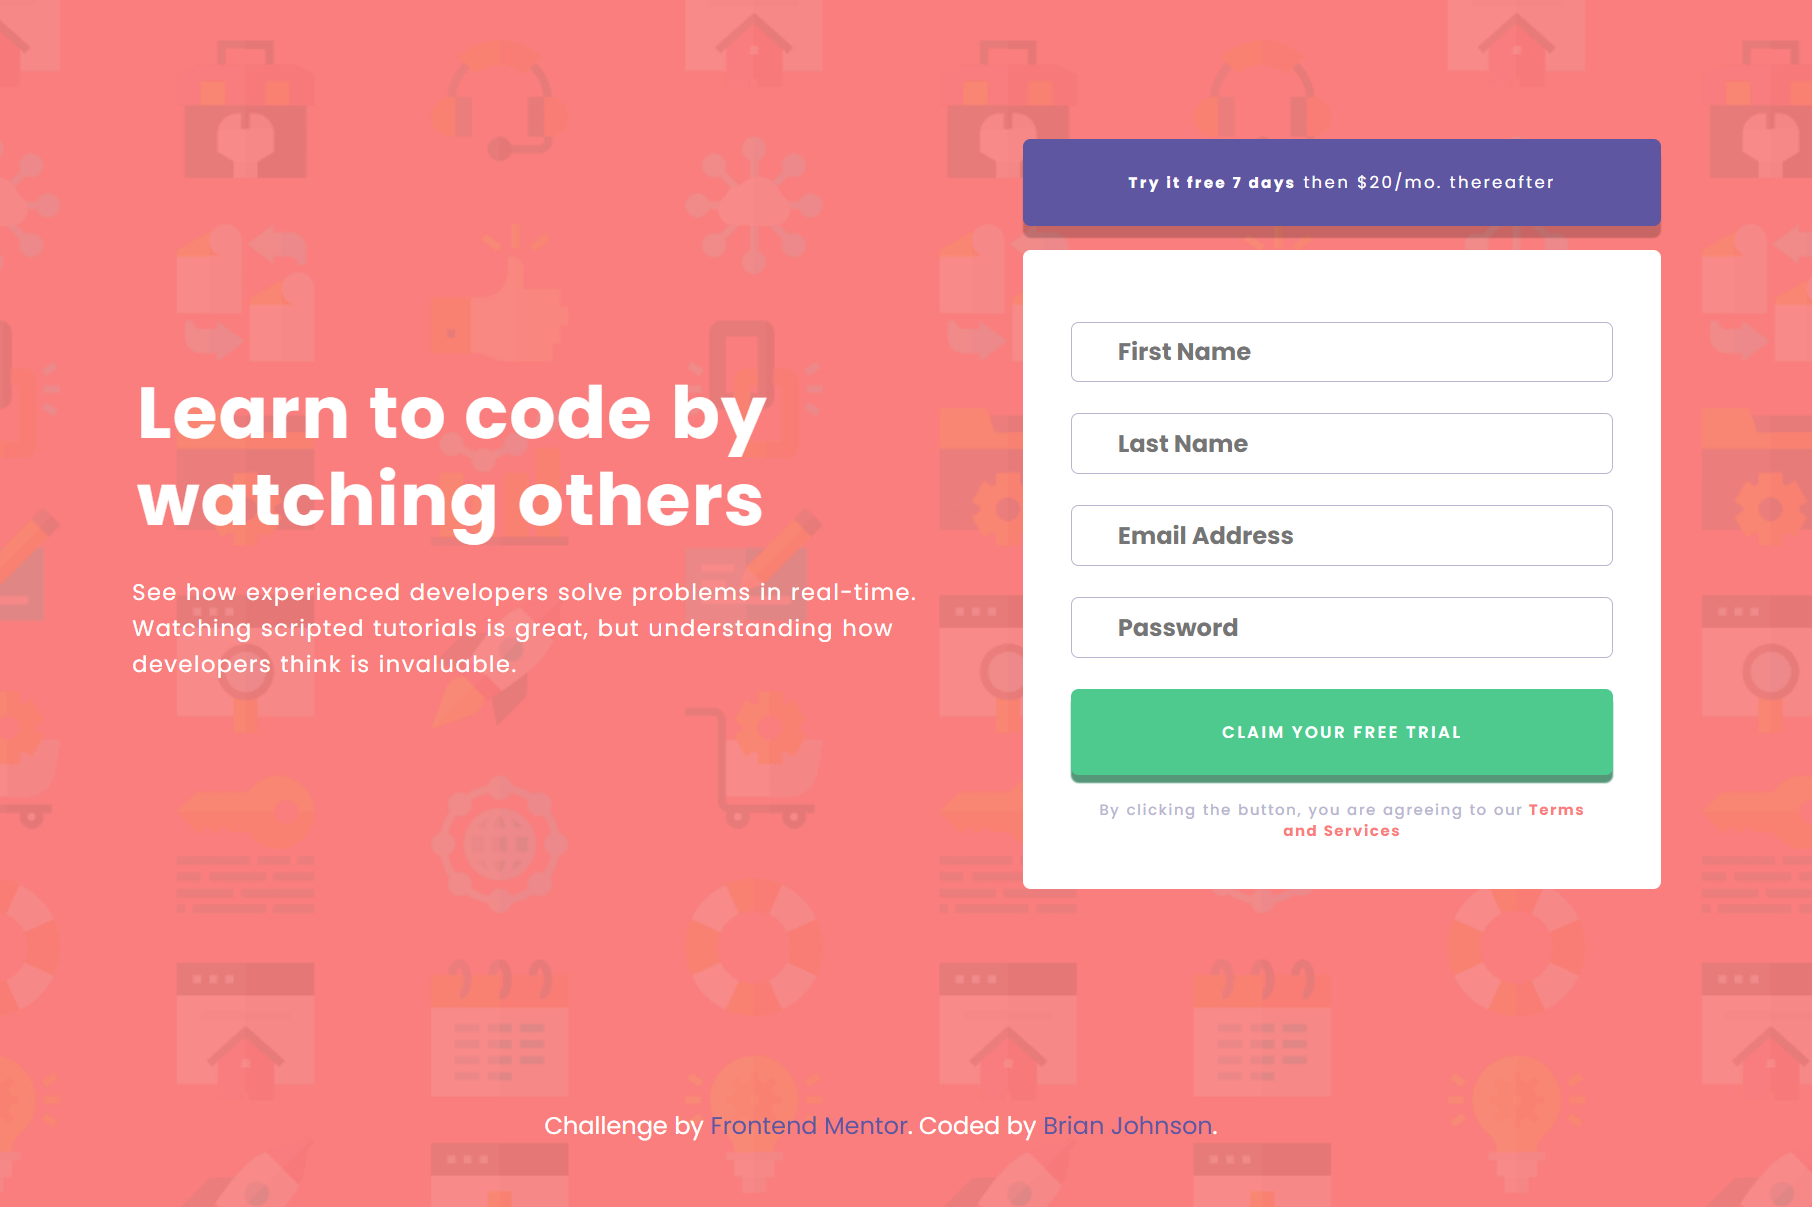 Learn to code by
watching others
See how experienced developers solve problems in real-time.
Watching scripted tutorials is great, but understanding how
developers think is invaluable.
Try it free 7 days then $20/mo. thereafter
First Name
Last Name
Email Address
Password
CLAIM YOUR FREE TRIAL
By clicking the button, you are agreeing to our Terms
and Services
Challenge by Frontend Mentor. Coded by Brian Johnson.